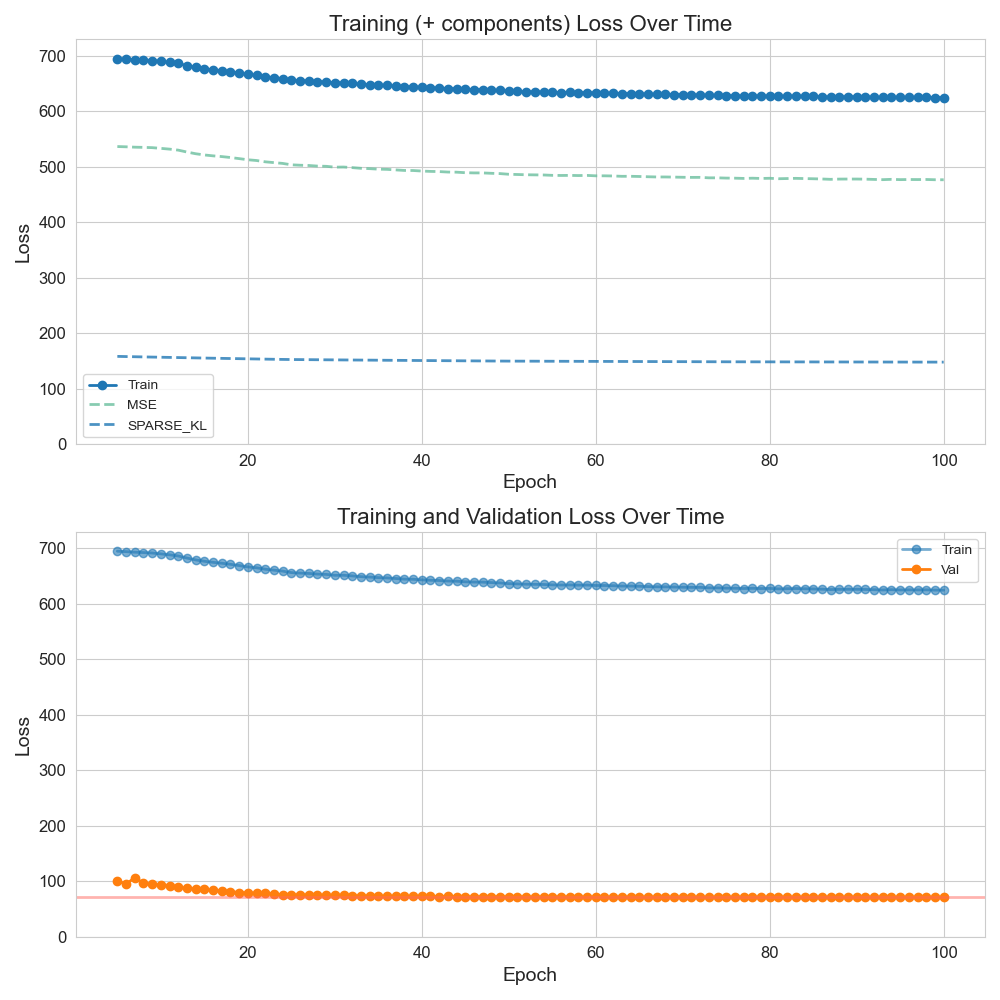 Training (+ components) Loss Over Time
700
600
500
400
300
200
100
0
Loss
Train
MSE
SPARSE_KL
20 40 60 80 100
Epoch
Training and Validation Loss Over Time
700
600
500
400
300
200
100
0
Loss
Train
Val
20 40 60 80 100
Epoch